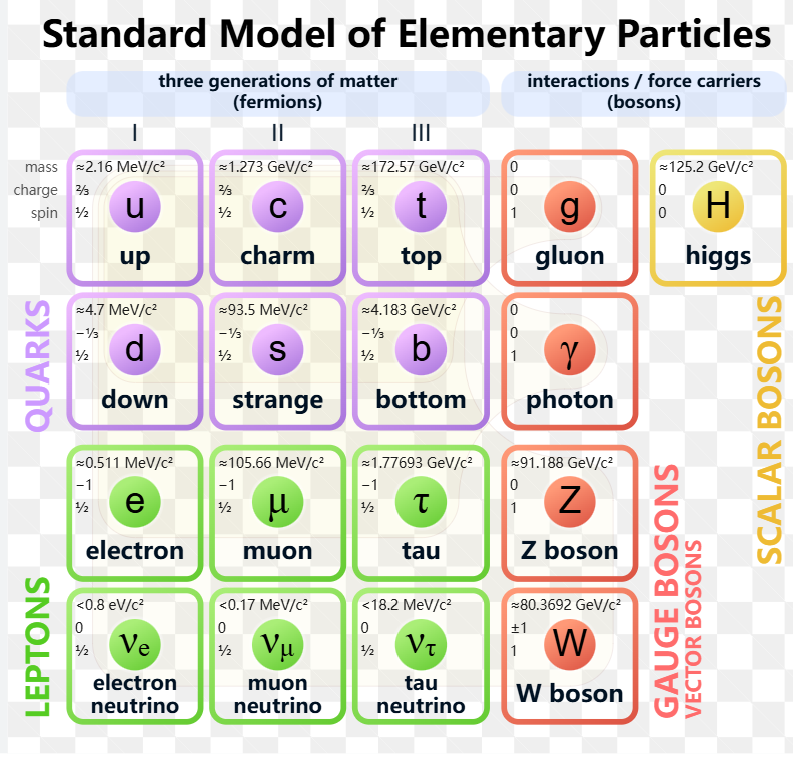 Standard Model of Elementary Particles
three generations of matter
(fermions)
interactions / force carriers
(bosons)
I
II
III
mass
charge
spin
≈2.16 MeV/c²
⅔
½
u
up
≈1.273 GeV/c²
⅔
½
c
charm
≈172.57 GeV/c²
⅔
½
t
top
0
0
1
g
gluon
≈125.2 GeV/c²
0
0
H
higgs
QUARKS
≈4.7 MeV/c²
−⅓
½
d
down
≈93.5 MeV/c²
−⅓
½
s
strange
≈4.183 GeV/c²
−⅓
½
b
bottom
0
0
1
γ
photon
SCALAR BOSONS
≈0.511 MeV/c²
−1
½
e
electron
≈105.66 MeV/c²
−1
½
μ
muon
≈1.77693 GeV/c²
−1
½
τ
tau
≈91.188 GeV/c²
0
1
Z
Z boson
GAUGE BOSONS
VECTOR BOSONS
LEPTONS
<0.8 eV/c²
0
½
νe
electron
neutrino
<0.17 MeV/c²
0
½
νμ
muon
neutrino
<18.2 MeV/c²
0
½
ντ
tau
neutrino
≈80.3692 GeV/c²
±1
1
W
W boson